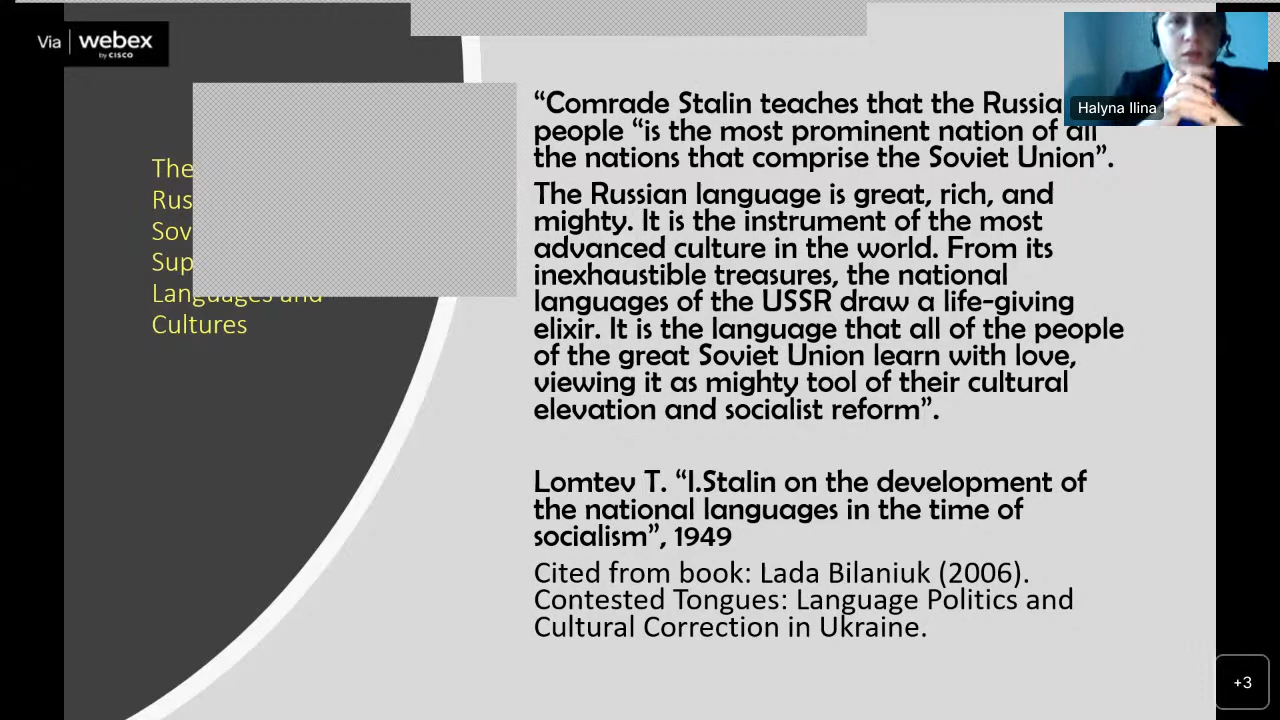 Via webex
by CISCO
The
Rus
Sov
Sup
Languages and
Cultures
“Comrade Stalin teaches that the Russia
people “is the most prominent nation of all
the nations that comprise the Soviet Union”.
The Russian language is great, rich, and
mighty. It is the instrument of the most
advanced culture in the world. From its
inexhaustible treasures, the national
languages of the USSR draw a life-giving
elixir. It is the language that all of the people
of the great Soviet Union learn with love,
viewing it as mighty tool of their cultural
elevation and socialist reform”.
Lomtev T. “I.Stalin on the development of
the national languages in the time of
socialism”, 1949
Cited from book: Lada Bilaniuk (2006).
Contested Tongues: Language Politics and
Cultural Correction in Ukraine.
Halyna Ilina
+3